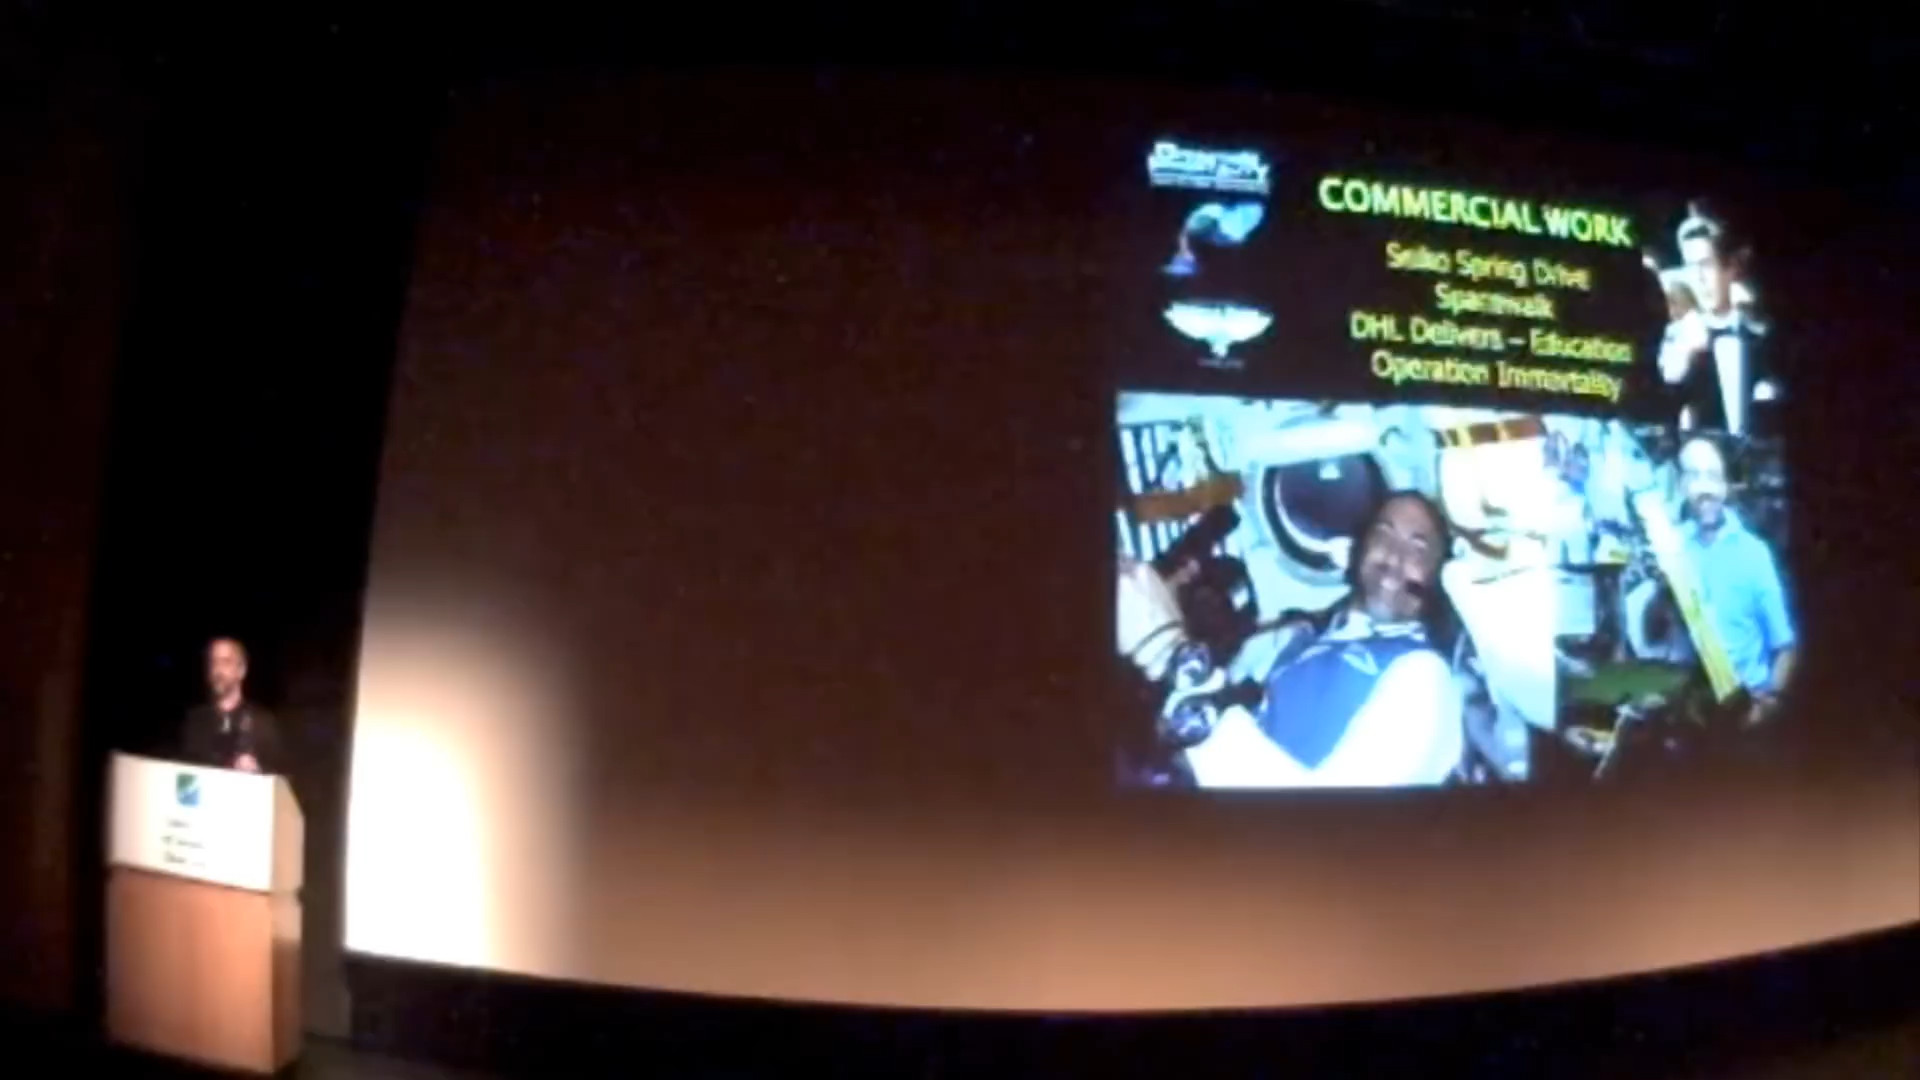 COMMERCIAL WORK
Seiko Spring Drive
Spacewalk
DHL Delivers – Education
Operation Immortality